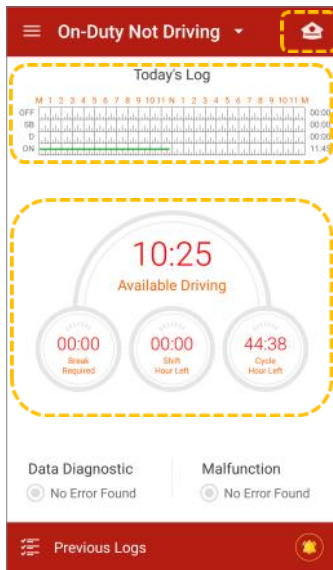 On-Duty Not Driving
Today's Log
M 1 2 3 4 5 6 7 8 9 10 11 N 1 2 3 4 5 6 7 8 9 10 11 M
OFF 00:00
SB 00:00
D 00:00
ON 11:45
10:25
Available Driving
00:00 00:00 44:38
Break Shift Cycle
Required Hour Left Hour Left
Data Diagnostic Malfunction
No Error Found No Error Found
Previous Logs